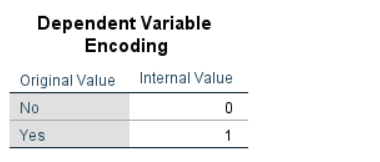 Dependent Variable
Encoding
Original Value Internal Value
No 0
Yes 1